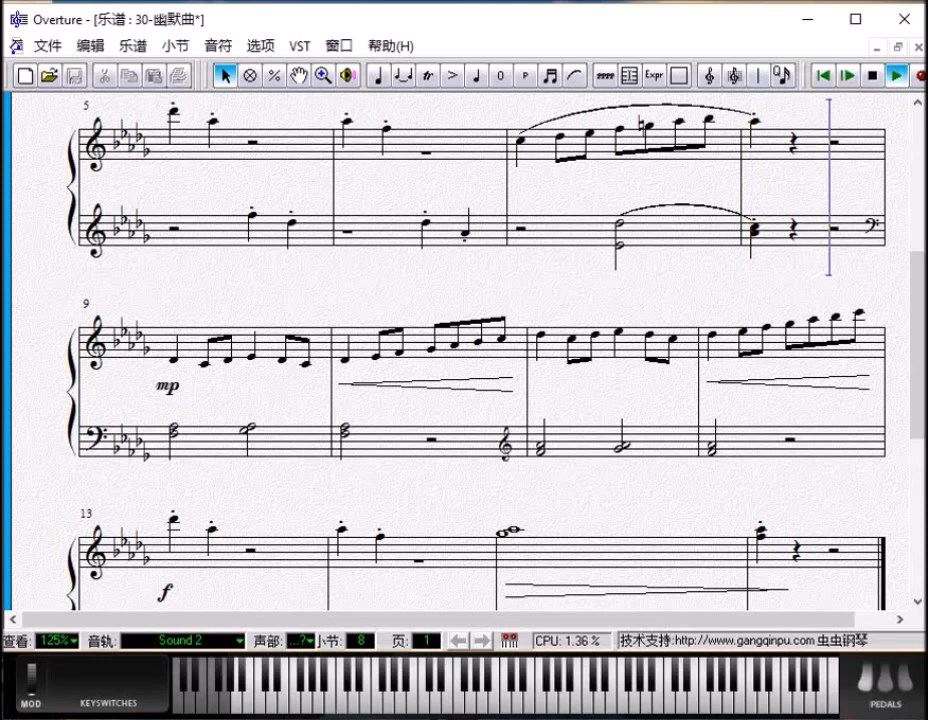 Overture - [乐谱 : 30-幽默曲*]
文件 编辑 乐谱 小节 音符 选项 VST 窗口 帮助(H)
Expr
5
9
mp
13
f
查看: 125% 音轨: Sound 2 声部: ...? 小节: 8 页: 1 CPU: 1.36 % 技术支持:http://www.gangqinpu.com 虫虫钢琴
MOD KEYSWITCHES PEDALS